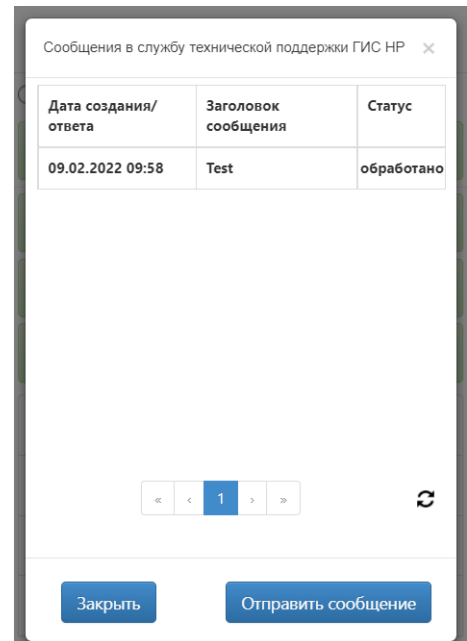 Сообщения в службу технической поддержки ГИС НР ×
Дата создания/ответа Заголовок сообщения Статус
09.02.2022 09:58 Test обработано
« ‹ 1 › »
Закрыть Отправить сообщение